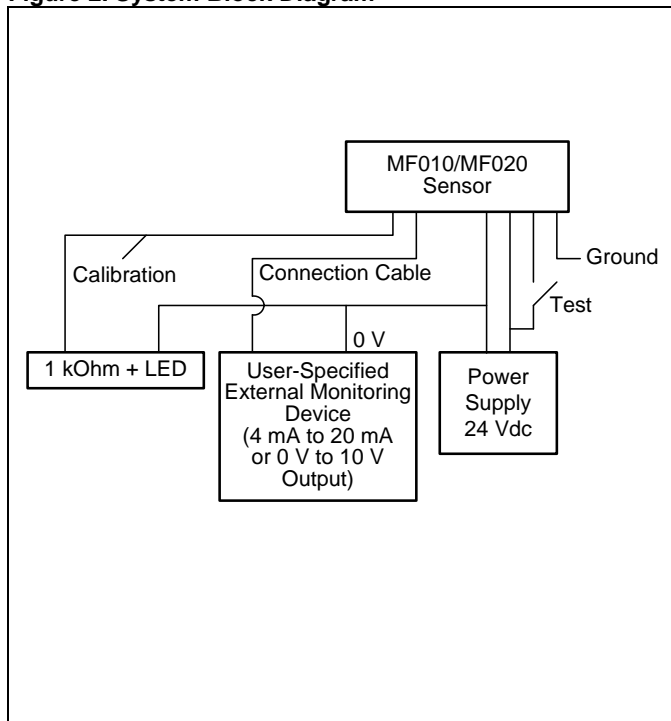 Figure 2. System Block Diagram
MF010/MF020
Sensor
Calibration
Connection Cable
Ground
Test
0 V
1 kOhm + LED
User-Specified
External Monitoring
Device
(4 mA to 20 mA
or 0 V to 10 V
Output)
Power
Supply
24 Vdc